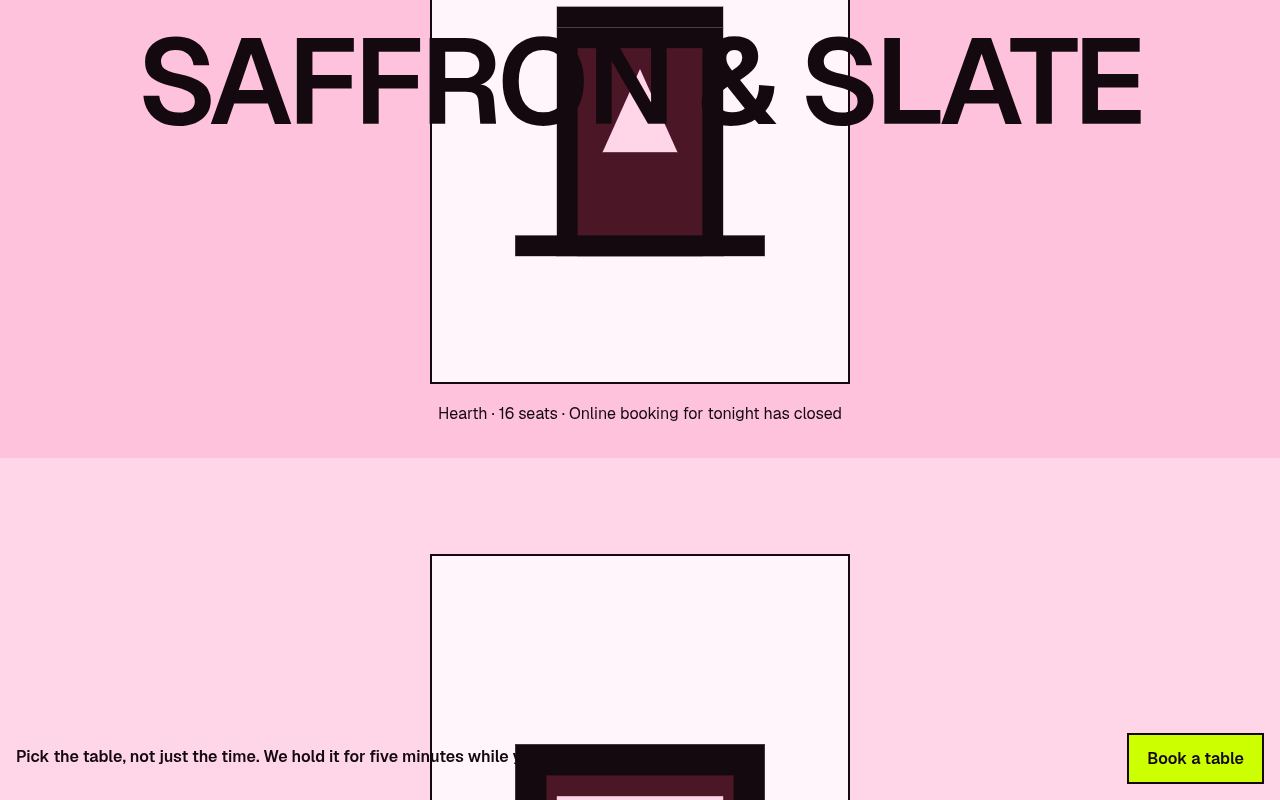 SAFFRON & SLATE
Hearth · 16 seats · Online booking for tonight has closed
Pick the table, not just the time. We hold it for five minutes while
Book a table